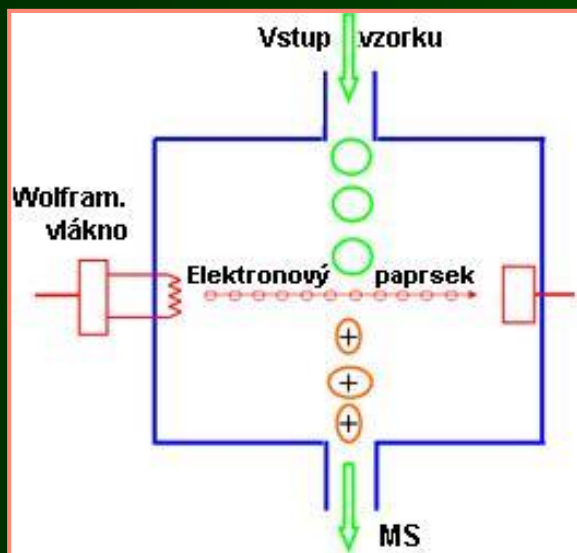 Vstup vzorku
Wolfram.
vlákno
Elektronový paprsek
+
+
+
MS